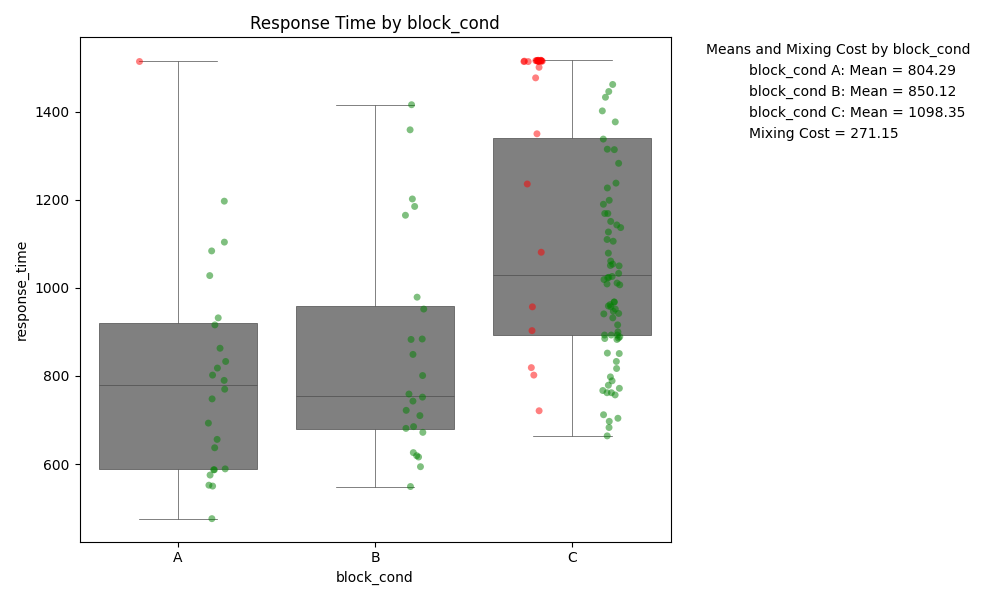 Response Time by block_cond
Means and Mixing Cost by block_cond
block_cond A: Mean = 804.29
block_cond B: Mean = 850.12
block_cond C: Mean = 1098.35
Mixing Cost = 271.15
response_time
1400
1200
1000
800
600
A
B
C
block_cond